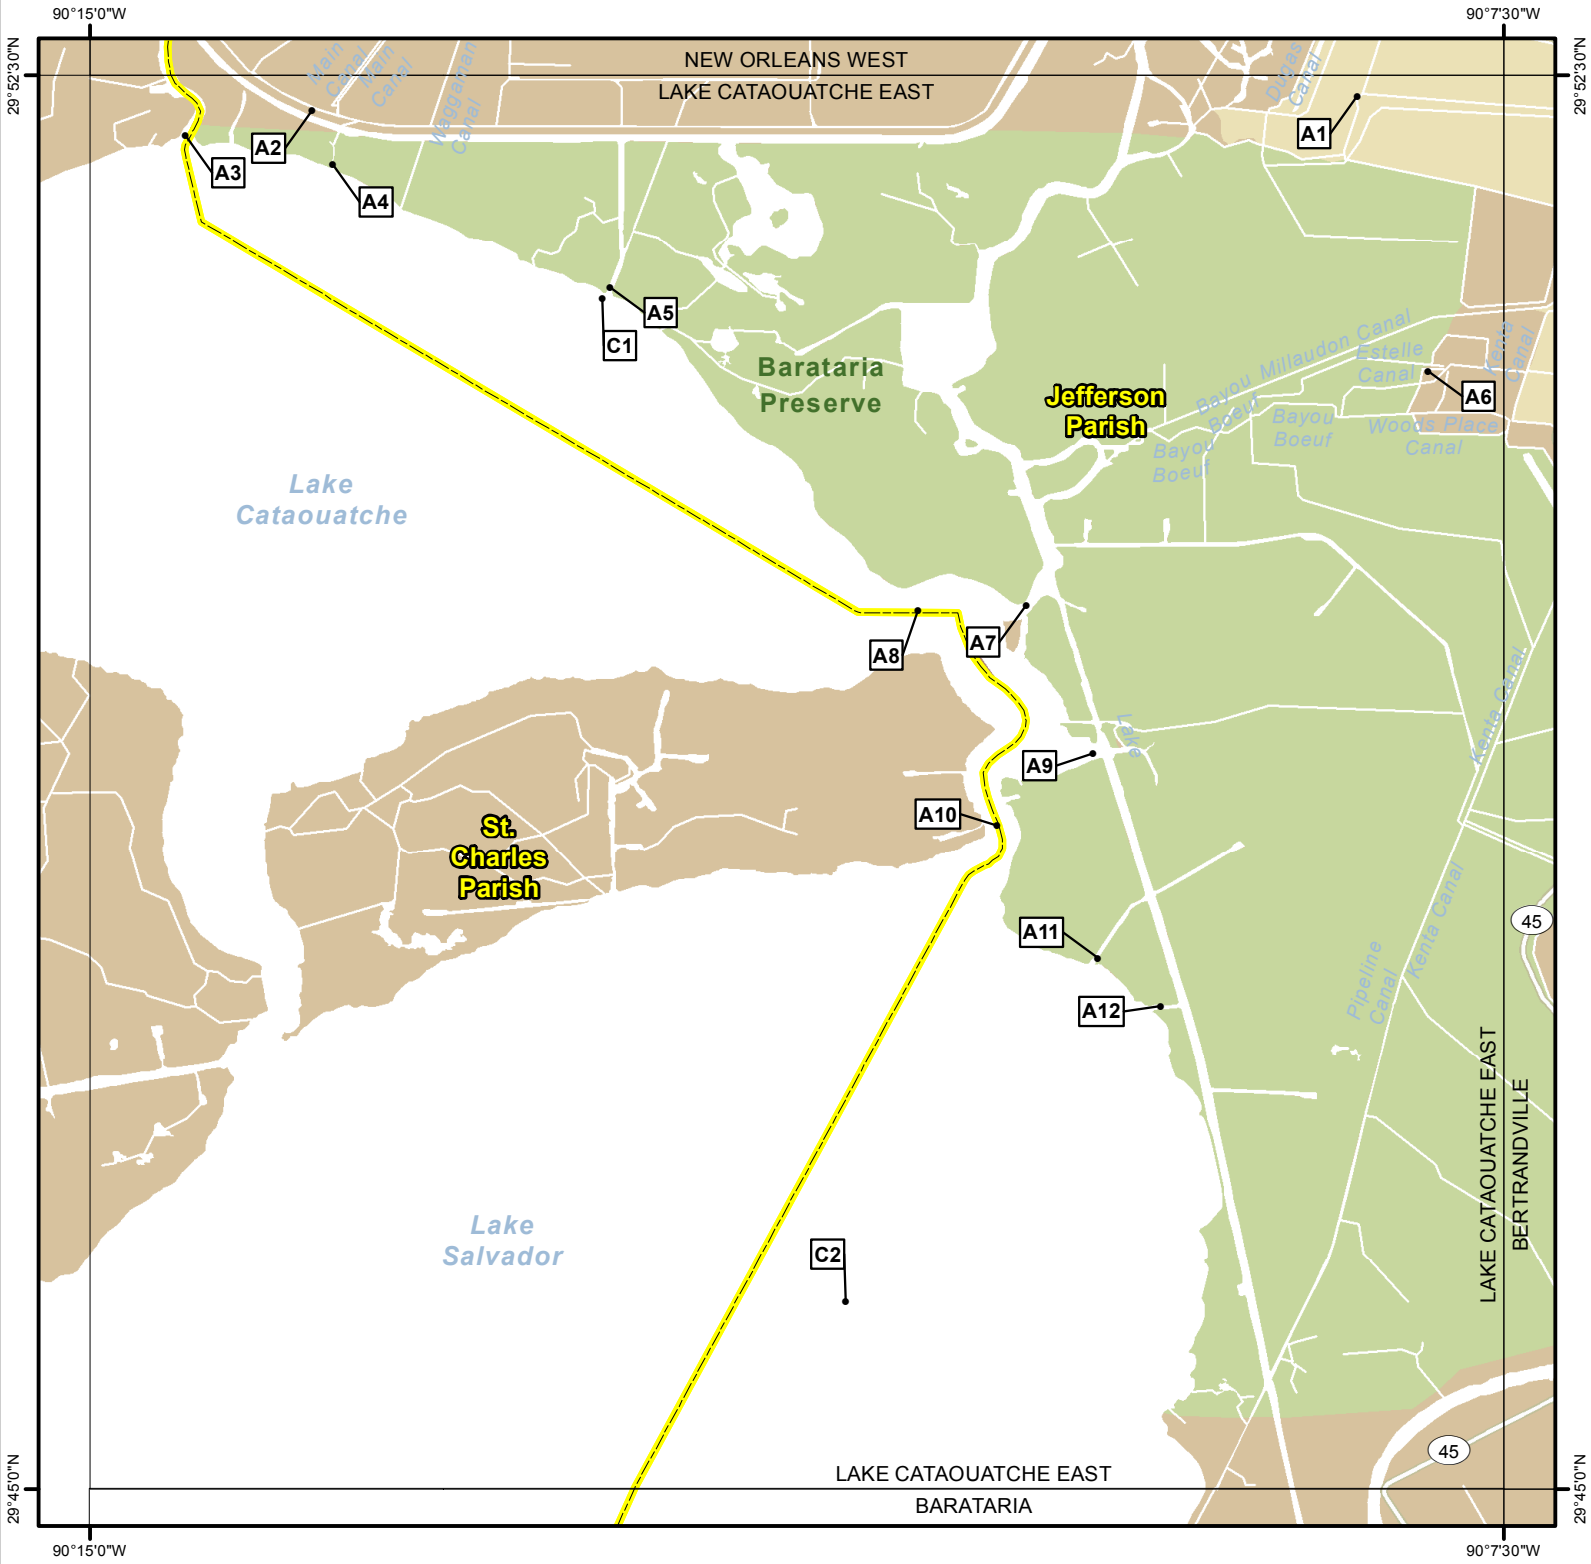 90°15'0"W
90°7'30"W
29°52'30"N
29°52'30"N
NEW ORLEANS WEST
LAKE CATAOUATCHE EAST
Main
Canal
Main
Canal
Waggaman
Canal
Dugas
Canal
A1
A2
A3
A4
A5
C1
Barataria
Preserve
Jefferson
Parish
Bayou Millaudon Canal
Estelle
Canal
Kenta
Canal
A6
Bayou
Boeuf
Bayou
Boeuf
Bayou
Boeuf
Woods Place
Canal
Lake
Cataouatche
A7
A8
Kenta Canal
Lake
A9
A10
St.
Charles
Parish
A11
Pipeline
Canal
Kenta Canal
45
A12
LAKE CATAOUATCHE EAST
BERTRANDVILLE
Lake
Salvador
C2
45
LAKE CATAOUATCHE EAST
BARATARIA
29°45'0"N
29°45'0"N
90°15'0"W
90°7'30"W